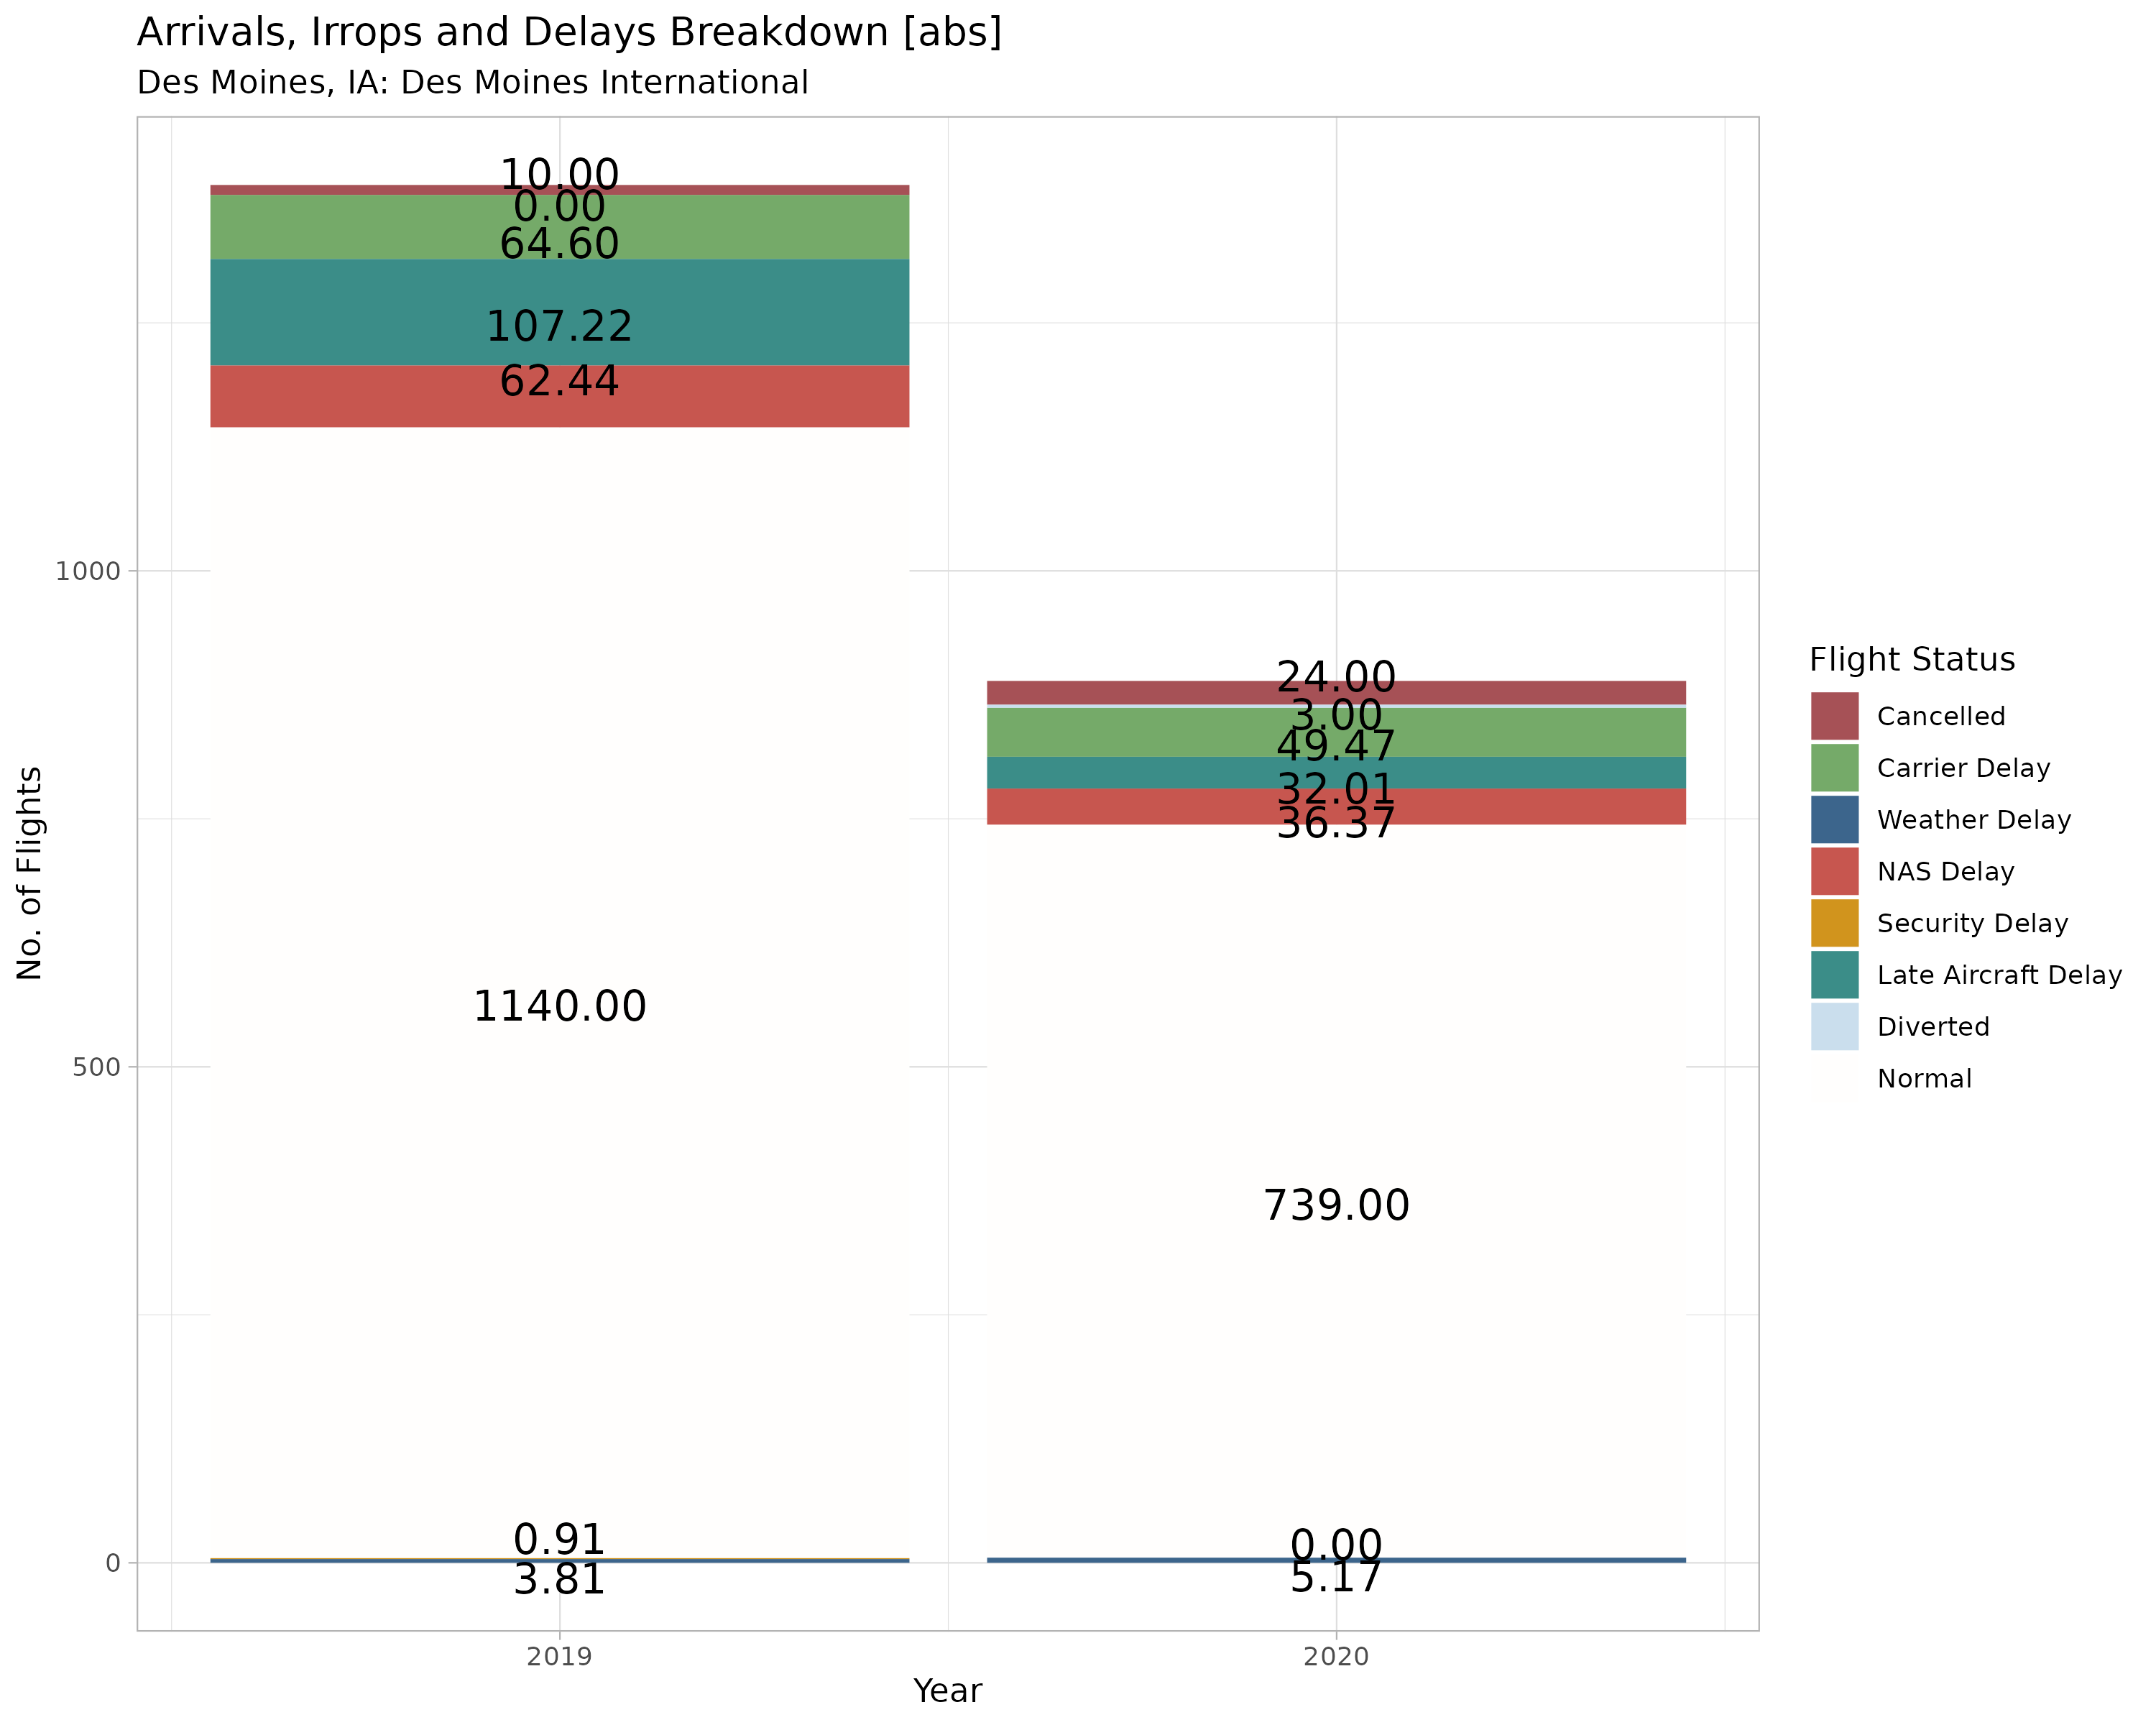 Arrivals, Irrops and Delays Breakdown [abs]
Des Moines, IA: Des Moines International
No. of Flights
1000
500
0
10.00
0.00
64.60
107.22
62.44
1140.00
0.91
3.81
24.00
3.00
49.47
32.01
36.37
739.00
0.00
5.17
2019
2020
Year
Flight Status
Cancelled
Carrier Delay
Weather Delay
NAS Delay
Security Delay
Late Aircraft Delay
Diverted
Normal